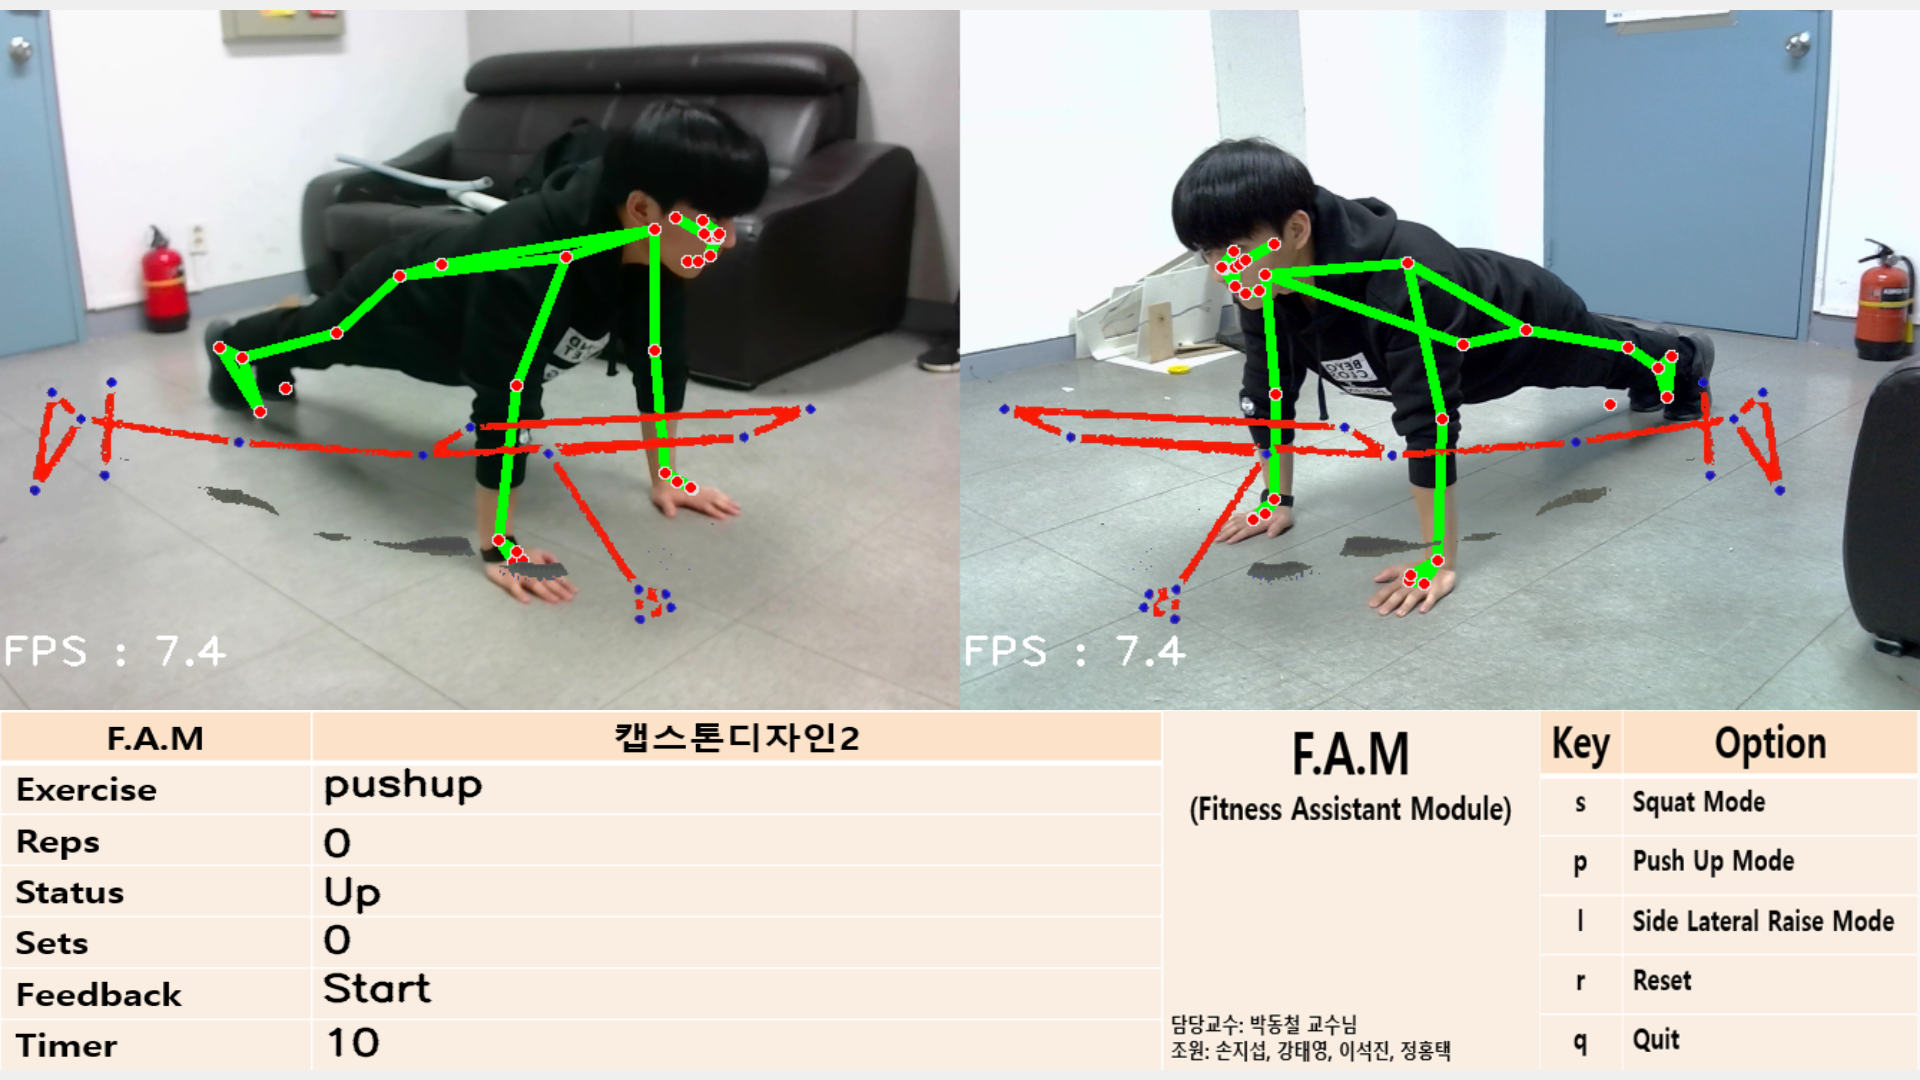 FPS : 7.4
FPS : 7.4
F.A.M
캡스톤디자인2
Exercise
pushup
Reps
0
Status
Up
Sets
0
Feedback
Start
Timer
10
F.A.M
(Fitness Assistant Module)
담당교수: 박동철 교수님
조원: 손지섭, 강태영, 이석진, 정홍택
Key
Option
s
Squat Mode
p
Push Up Mode
l
Side Lateral Raise Mode
r
Reset
q
Quit